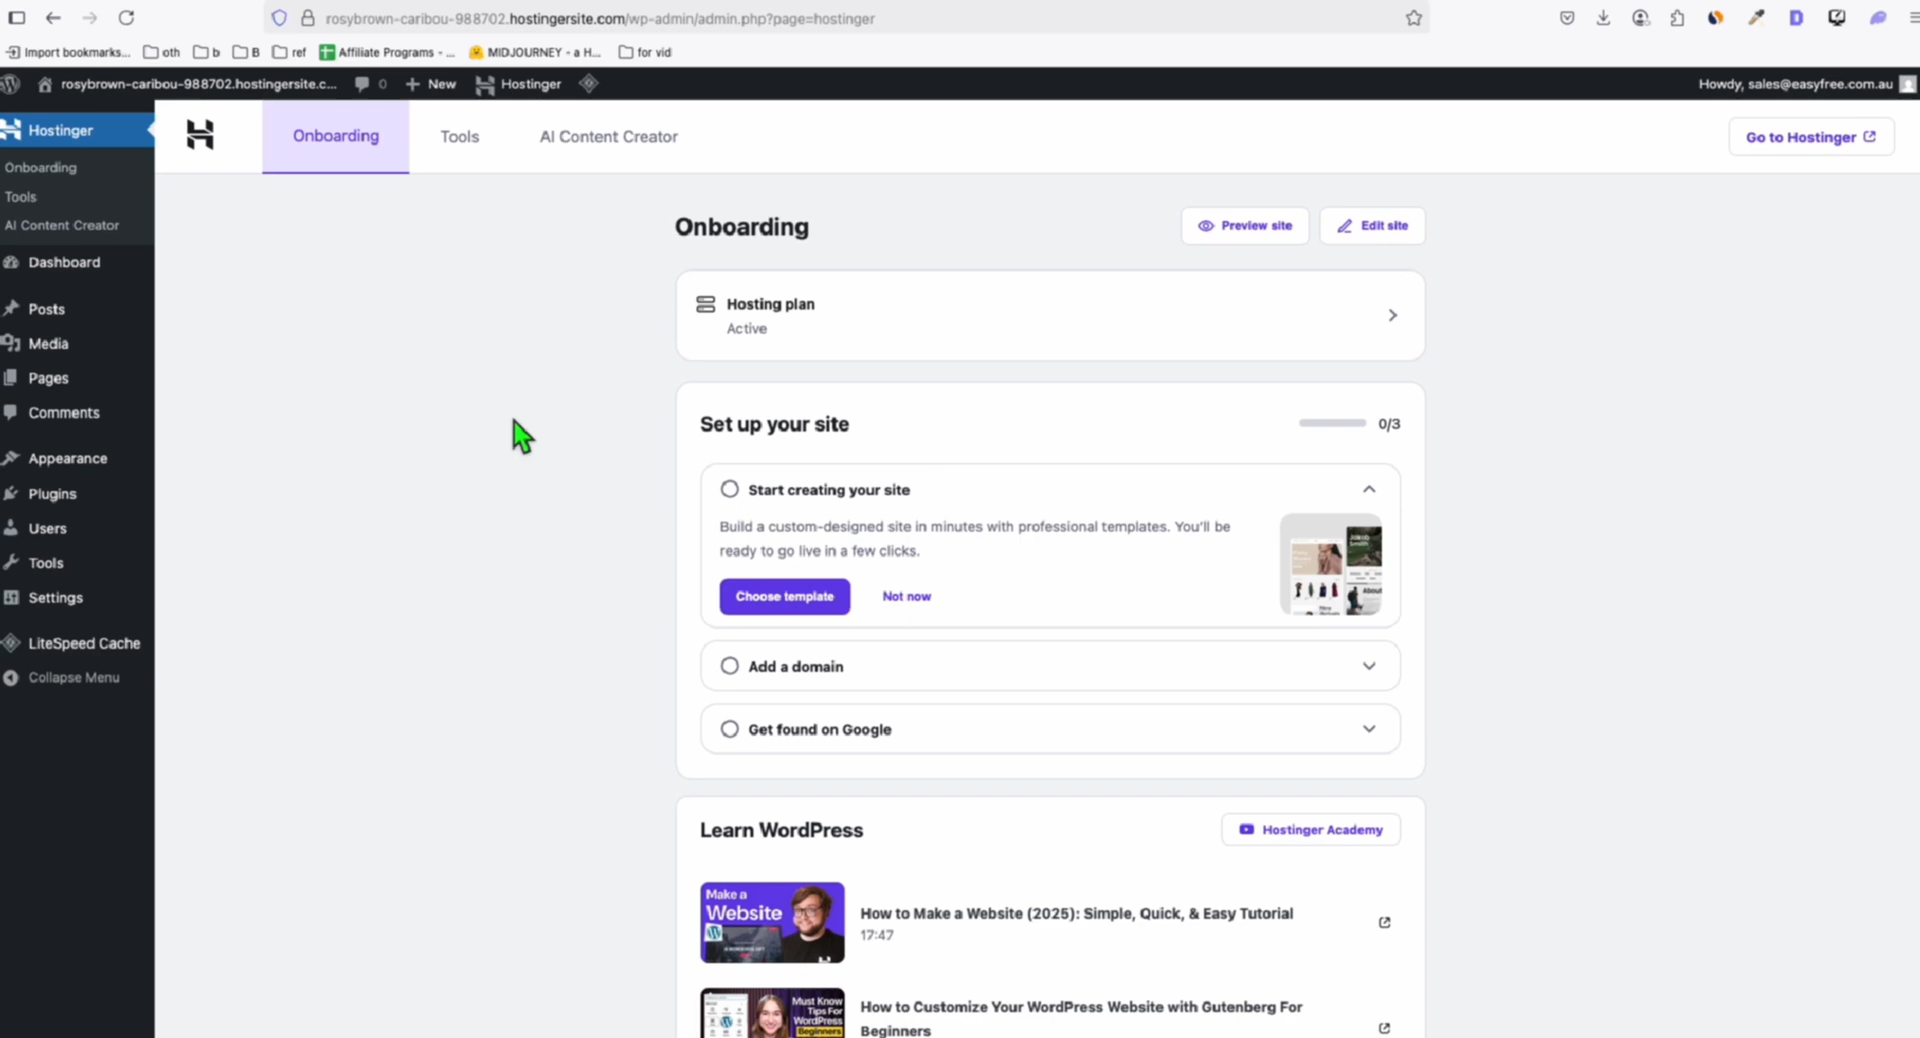 rosybrown-caribou-988702.hostingersite.com/wp-admin/admin.php?page=hostinger
Import bookmarks...
oth
b
B
ref
Affiliate Programs - ...
MIDJOURNEY - a H...
for vid
rosybrown-caribou-988702.hostingersite.c...
0
New
Hostinger
Howdy, sales@easyfree.com.au
Hostinger
Onboarding
Tools
AI Content Creator
Dashboard
Posts
Media
Pages
Comments
Appearance
Plugins
Users
Tools
Settings
LiteSpeed Cache
Collapse Menu
Onboarding
Tools
AI Content Creator
Go to Hostinger
Onboarding
Preview site
Edit site
Hosting plan
Active
Set up your site
0/3
Start creating your site
Build a custom-designed site in minutes with professional templates. You'll be
ready to go live in a few clicks.
Choose template
Not now
Add a domain
Get found on Google
Learn WordPress
Hostinger Academy
Make a
Website
How to Make a Website (2025): Simple, Quick, & Easy Tutorial
17:47
Must Know
Tips For
WordPress
Beginners
How to Customize Your WordPress Website with Gutenberg For
Beginners